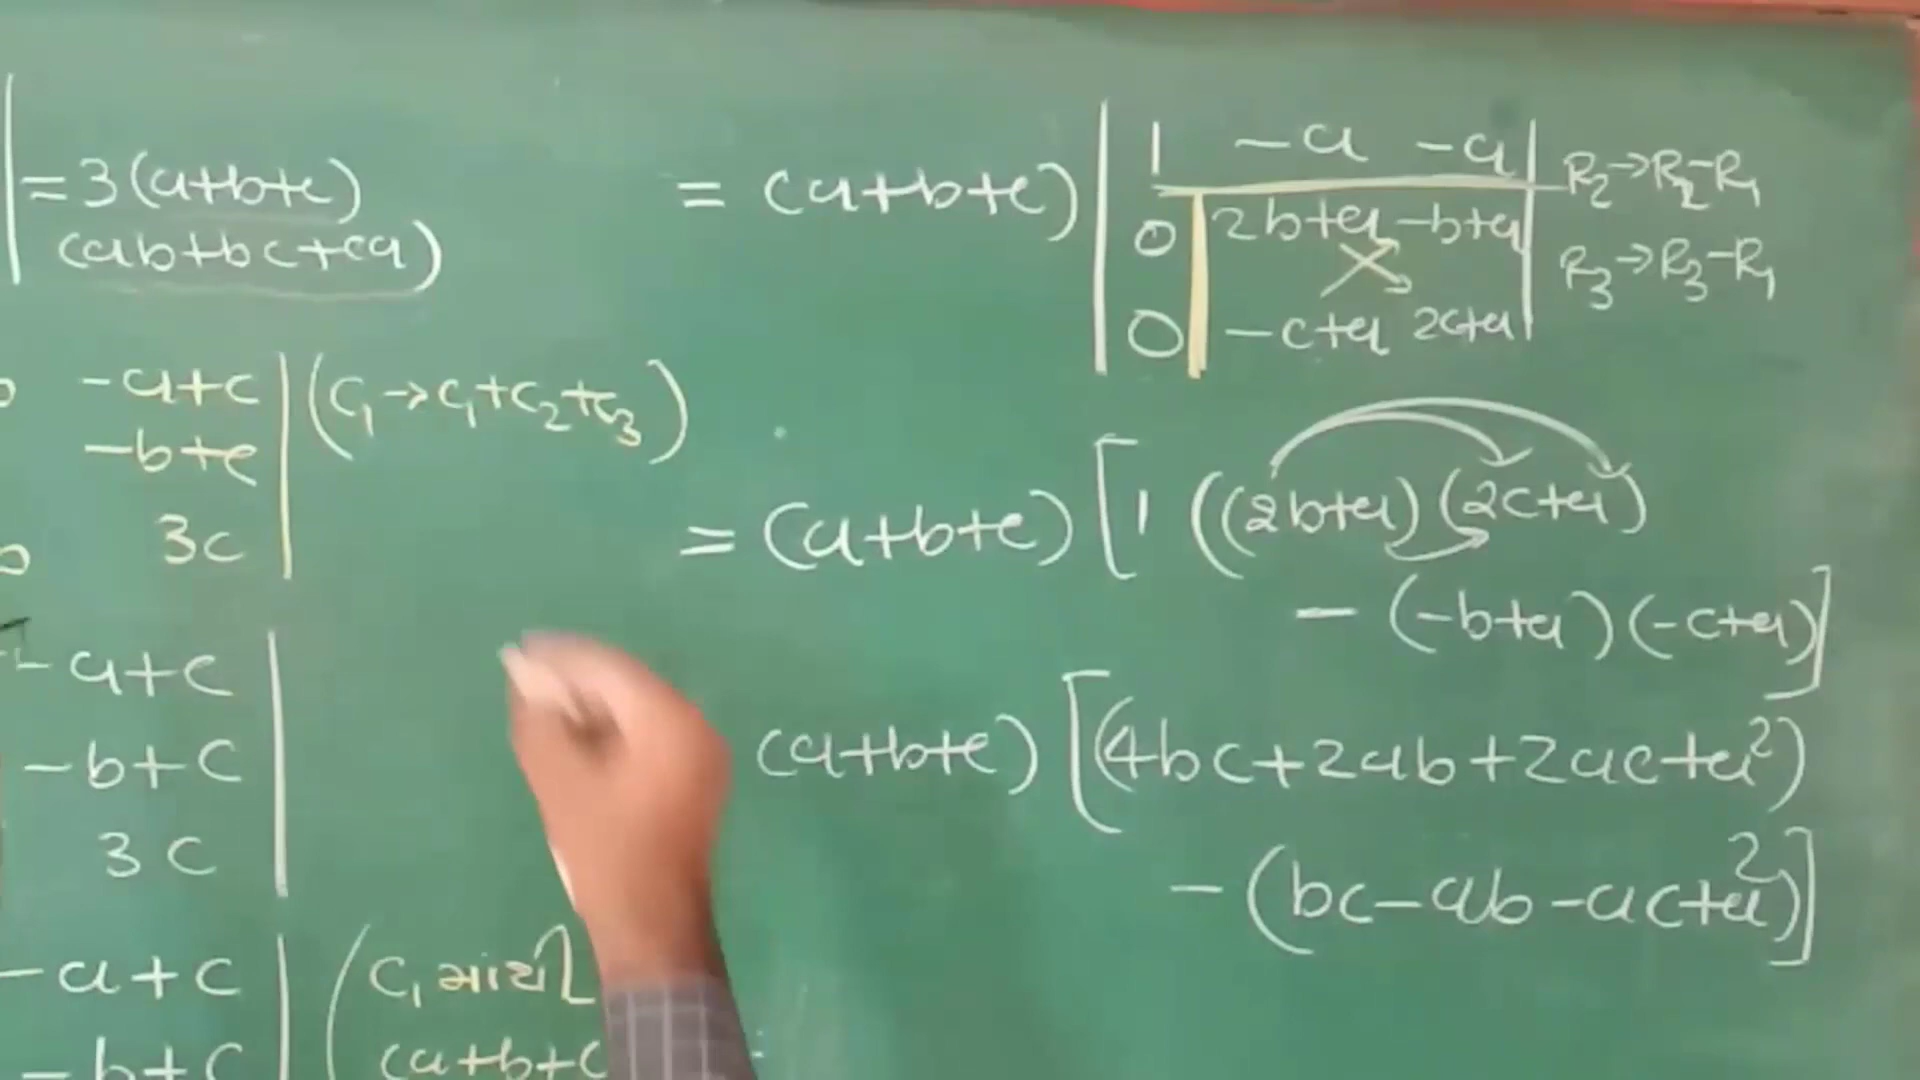 = 3(a+b+c)
(ab+bc+ca)
-a+c | (C₁→C₁+C₂+C₃)
-b+c
3c
-a+c
-b+c
3c
-a+c | (C₁ માંથી
-b+c | (a+b+c
= (a+b+c) | 1 -a -a | R₂→R₂-R₁
0 2b+a -b+a
0 -c+a 2c+a | R₃→R₃-R₁
= (a+b+c) [1 ((2b+a) (2c+a)
- (-b+a) (-c+a)]
(a+b+c) [(4bc+2ab+2ac+a²)
- (bc-ab-ac+a²)]